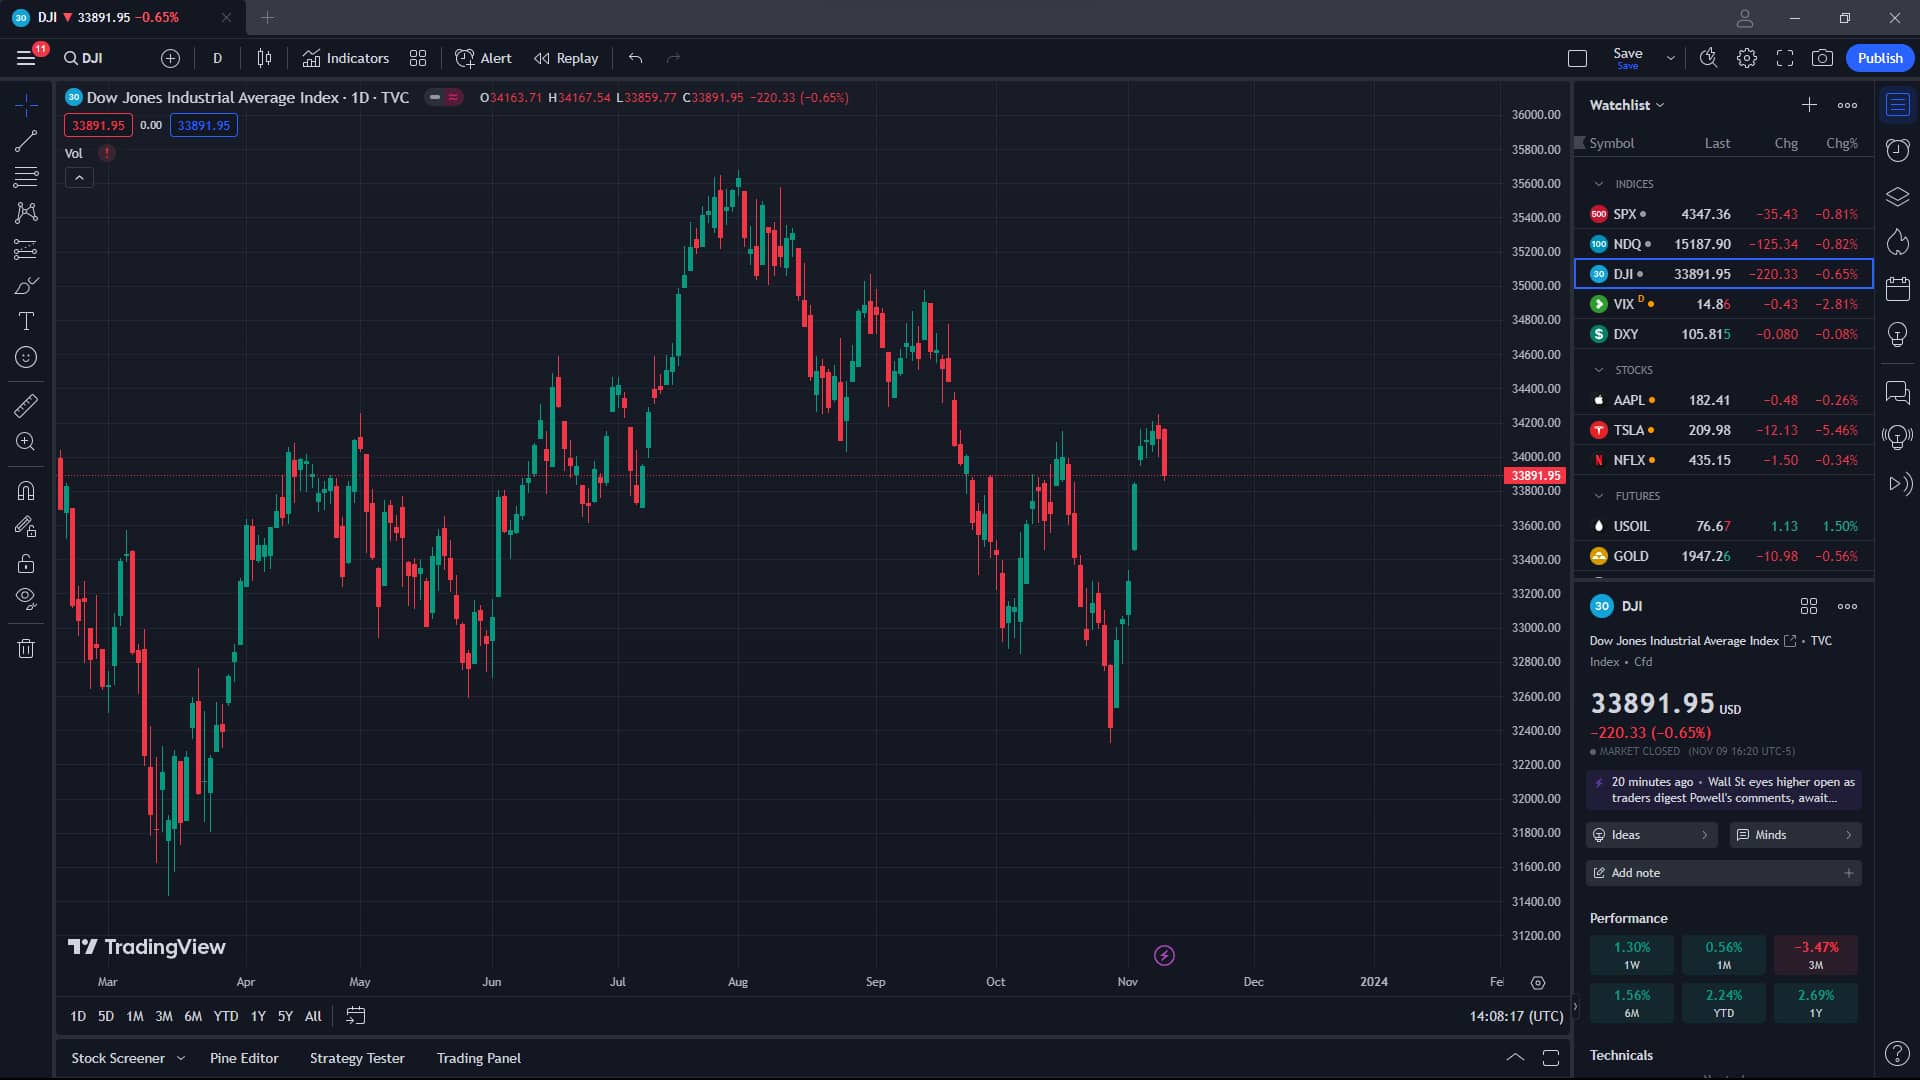 30 DJI ▼ 33891.95 −0.65%
11 DJI D Indicators Alert Replay Save Save Publish
30 Dow Jones Industrial Average Index · 1D · TVC O34163.71 H34167.54 L33859.77 C33891.95 −220.33 (−0.65%)
33891.95 0.00 33891.95
Vol !
36000.00
35800.00
35600.00
35400.00
35200.00
35000.00
34800.00
34600.00
34400.00
34200.00
34000.00
33891.95
33800.00
33600.00
33400.00
33200.00
33000.00
32800.00
32600.00
32400.00
32200.00
32000.00
31800.00
31600.00
31400.00
31200.00
TradingView
Mar Apr May Jun Jul Aug Sep Oct Nov Dec 2024 Fe
1D 5D 1M 3M 6M YTD 1Y 5Y All 14:08:17 (UTC)
Stock Screener Pine Editor Strategy Tester Trading Panel
Watchlist
Symbol Last Chg Chg%
INDICES
500 SPX 4347.36 −35.43 −0.81%
100 NDQ 15187.90 −125.34 −0.82%
30 DJI 33891.95 −220.33 −0.65%
VIX D 14.86 −0.43 −2.81%
$ DXY 105.815 −0.080 −0.08%
STOCKS
AAPL 182.41 −0.48 −0.26%
TSLA 209.98 −12.13 −5.46%
N NFLX 435.15 −1.50 −0.34%
FUTURES
USOIL 76.67 1.13 1.50%
GOLD 1947.26 −10.98 −0.56%
30 DJI
Dow Jones Industrial Average Index • TVC
Index • Cfd
33891.95 USD
−220.33 (−0.65%)
MARKET CLOSED (NOV 09 16:20 UTC-5)
20 minutes ago • Wall St eyes higher open as
traders digest Powell's comments, await...
Ideas Minds
Add note
Performance
1.30% 0.56% −3.47%
1W 1M 3M
1.56% 2.24% 2.69%
6M YTD 1Y
Technicals